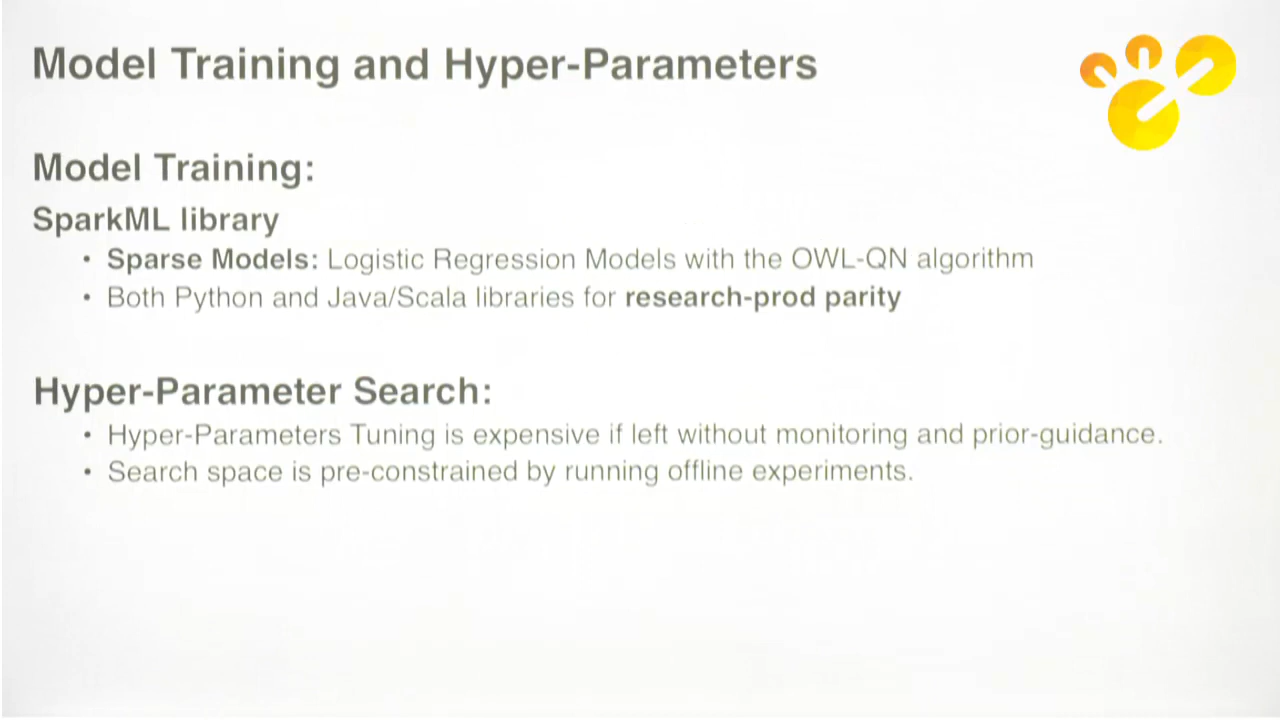 Model Training and Hyper-Parameters
Model Training:
SparkML library
• Sparse Models: Logistic Regression Models with the OWL-QN algorithm
• Both Python and Java/Scala libraries for research-prod parity
Hyper-Parameter Search:
• Hyper-Parameters Tuning is expensive if left without monitoring and prior-guidance.
• Search space is pre-constrained by running offline experiments.